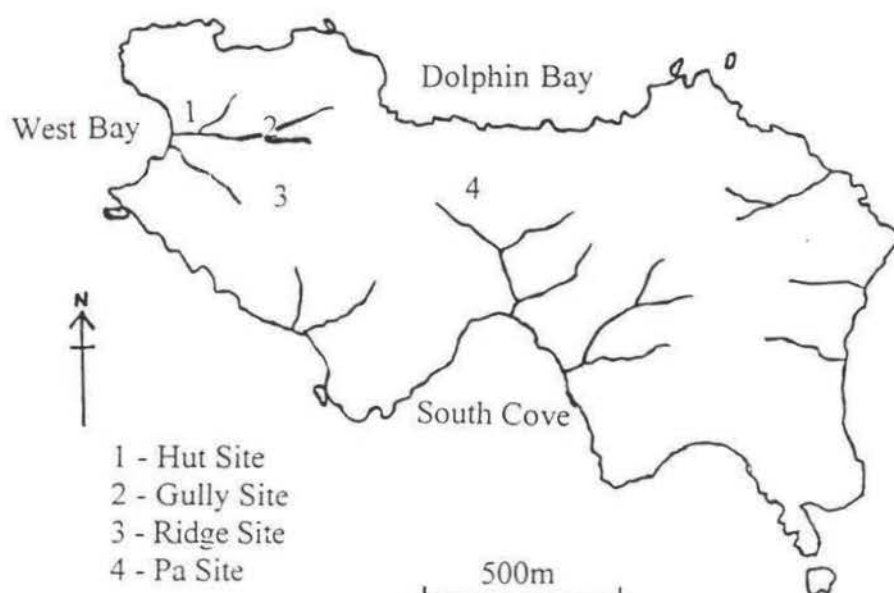 Dolphin Bay
1
West Bay
2
3
4
N
South Cove
1 - Hut Site
2 - Gully Site
3 - Ridge Site
4 - Pa Site
500m